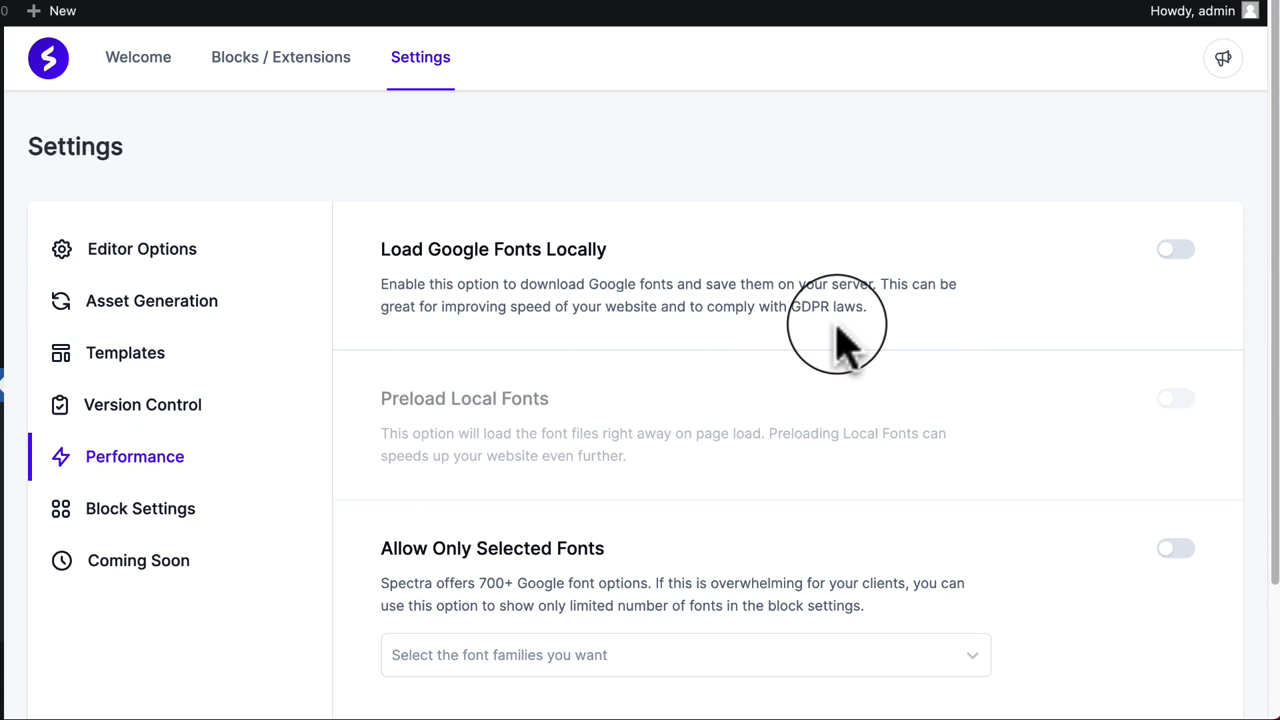 0 New Howdy, admin
Welcome Blocks / Extensions Settings
Settings
Editor Options
Asset Generation
Templates
Version Control
Performance
Block Settings
Coming Soon
Load Google Fonts Locally
Enable this option to download Google fonts and save them on your server. This can be
great for improving speed of your website and to comply with GDPR laws.
Preload Local Fonts
This option will load the font files right away on page load. Preloading Local Fonts can
speeds up your website even further.
Allow Only Selected Fonts
Spectra offers 700+ Google font options. If this is overwhelming for your clients, you can
use this option to show only limited number of fonts in the block settings.
Select the font families you want